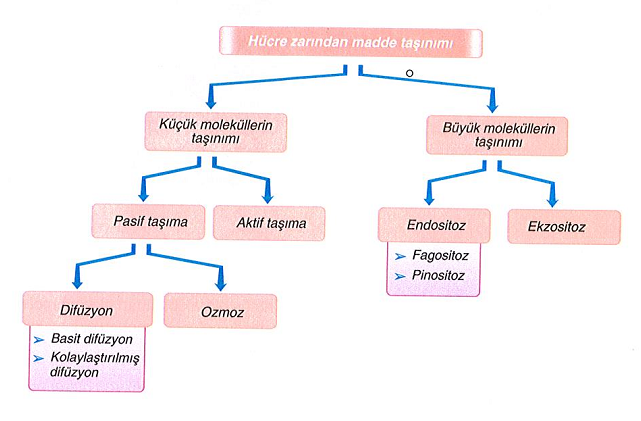 Hücre zarından madde taşınımı
Küçük moleküllerin
taşınımı
Büyük moleküllerin
taşınımı
Pasif taşıma
Aktif taşıma
Endositoz
Ekzositoz
➢ Fagositoz
➢ Pinositoz
Difüzyon
Ozmoz
➢ Basit difüzyon
➢ Kolaylaştırılmış
difüzyon